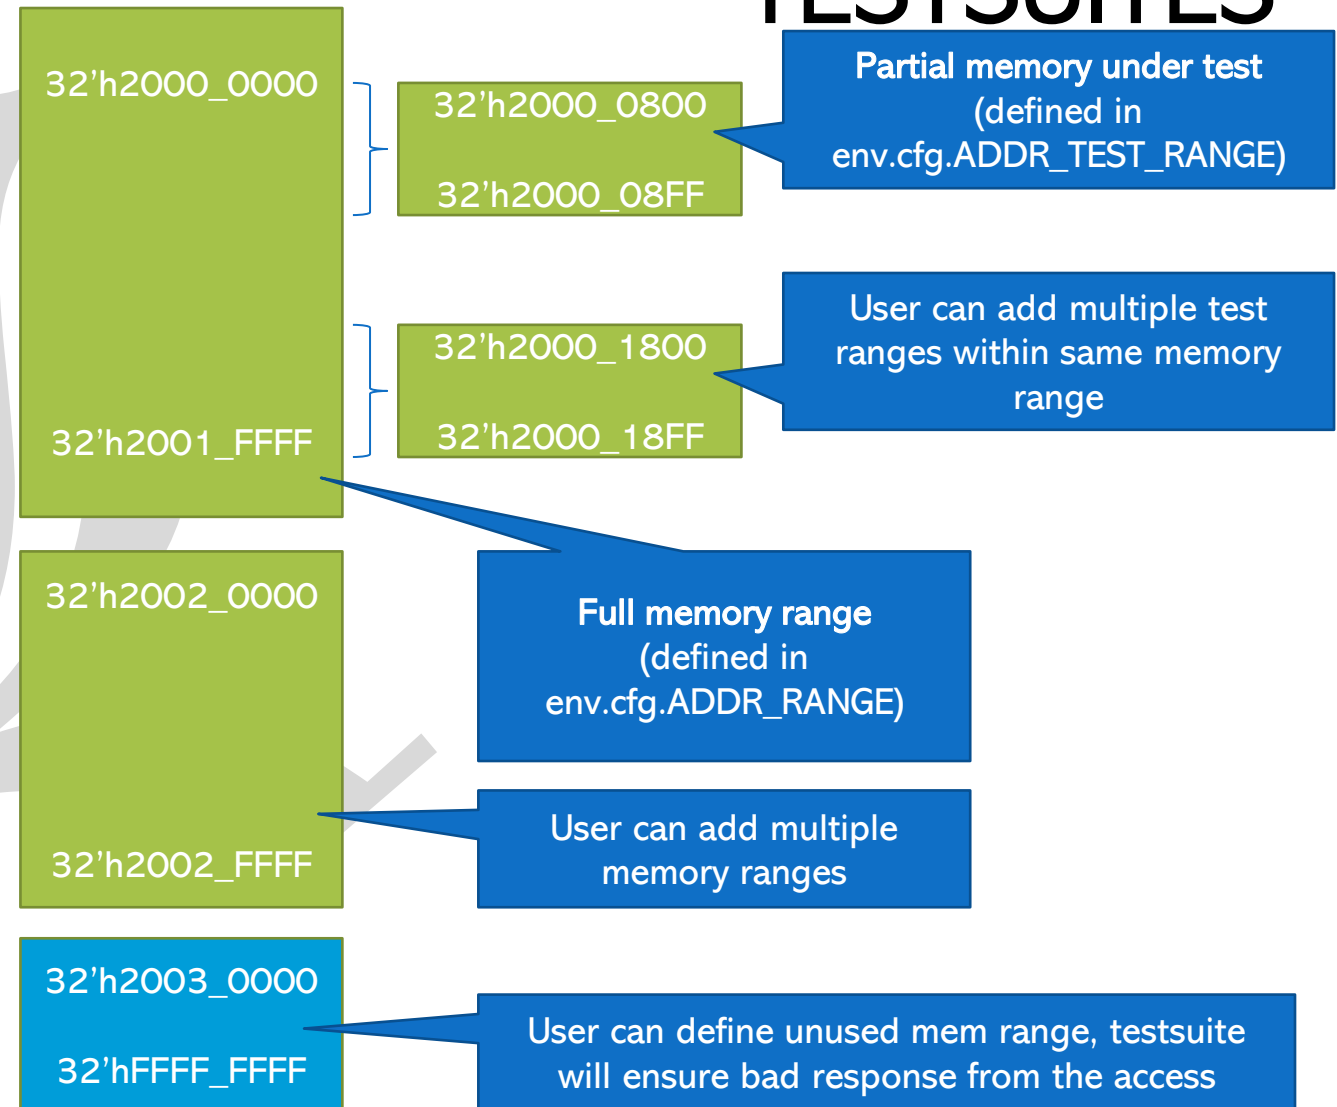 TESTSUITES
32'h2000_0000
32'h2000_0800
32'h2000_08FF
Partial memory under test
(defined in
env.cfg.ADDR_TEST_RANGE)
32'h2000_1800
32'h2000_18FF
User can add multiple test
ranges within same memory
range
32'h2001_FFFF
Full memory range
(defined in
env.cfg.ADDR_RANGE)
32'h2002_0000
32'h2002_FFFF
User can add multiple
memory ranges
32'h2003_0000
32'hFFFF_FFFF
User can define unused mem range, testsuite
will ensure bad response from the access